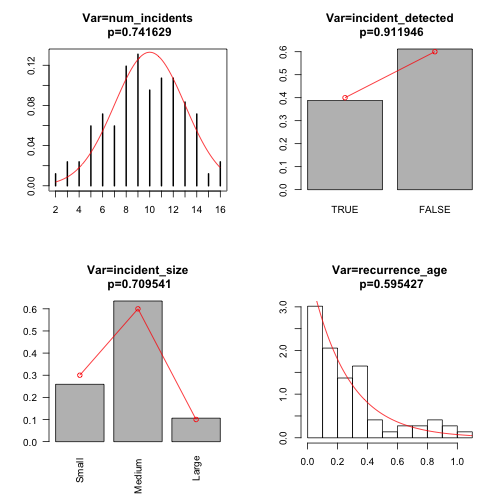 Var=num_incidents
p=0.741629
0.12
0.04
0.00
2 4 6 8 10 12 14 16
Var=incident_detected
p=0.911946
0.6
0.5
0.4
0.3
0.2
0.1
0.0
TRUE FALSE
Var=incident_size
p=0.709541
0.6
0.5
0.4
0.3
0.2
0.1
0.0
Small Medium Large
Var=recurrence_age
p=0.595427
3.0
2.0
1.0
0.0
0.0 0.2 0.4 0.6 0.8 1.0